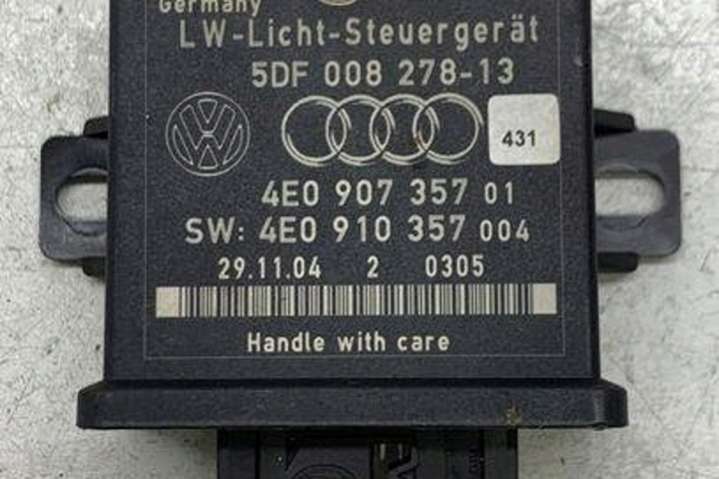 Germany
LW-Licht-Steuergerät
5DF 008 278-13
431
4E0 907 357 01
SW: 4E0 910 357 004
29.11.04 2 0305
Handle with care